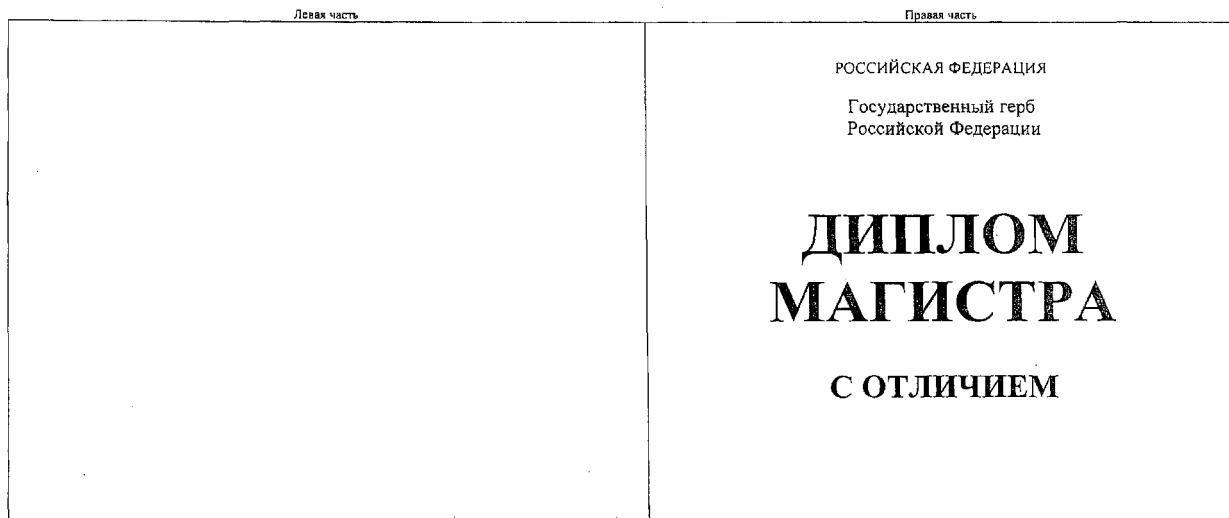 Левая часть
Правая часть
РОССИЙСКАЯ ФЕДЕРАЦИЯ
Государственный герб
Российской Федерации
ДИПЛОМ
МАГИСТРА
С ОТЛИЧИЕМ